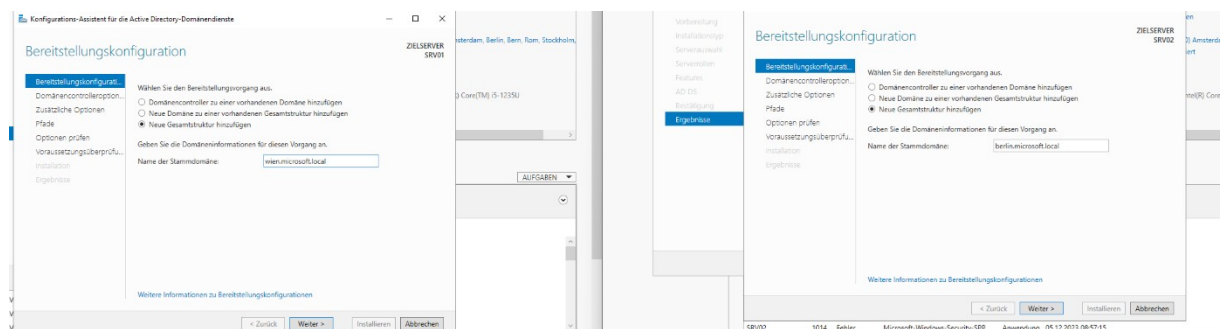 Konfigurations-Assistent für die Active Directory-Domänendienste
Bereitstellungskonfiguration
ZIELSERVER
SRV01
Bereitstellungskonfigurati...
Domänencontrolleroption...
Zusätzliche Optionen
Pfade
Optionen prüfen
Voraussetzungsüberprüfu...
Installation
Ergebnisse
Wählen Sie den Bereitstellungsvorgang aus.
Domänencontroller zu einer vorhandenen Domäne hinzufügen
Neue Domäne zu einer vorhandenen Gesamtstruktur hinzufügen
Neue Gesamtstruktur hinzufügen
Geben Sie die Domäneninformationen für diesen Vorgang an.
Name der Stammdomäne: wien.microsoft.local
Weitere Informationen zu Bereitstellungskonfigurationen
< Zurück Weiter > Installieren Abbrechen
sterdam, Berlin, Bern, Rom, Stockholm,
Core(TM) i5-1235U
AUFGABEN
Vorbereitung
Installationstyp
Serverauswahl
Serverrollen
Features
AD DS
Bestätigung
Ergebnisse
Bereitstellungskonfiguration
ZIELSERVER
SRV02
Bereitstellungskonfigurati...
Domänencontrolleroption...
Zusätzliche Optionen
Pfade
Optionen prüfen
Voraussetzungsüberprüfu...
Installation
Ergebnisse
Wählen Sie den Bereitstellungsvorgang aus.
Domänencontroller zu einer vorhandenen Domäne hinzufügen
Neue Domäne zu einer vorhandenen Gesamtstruktur hinzufügen
Neue Gesamtstruktur hinzufügen
Geben Sie die Domäneninformationen für diesen Vorgang an.
Name der Stammdomäne: berlin.microsoft.local
Weitere Informationen zu Bereitstellungskonfigurationen
< Zurück Weiter > Installieren Abbrechen
SRV02 1014 Fehler Microsoft-Windows-Security-SPP Anwendung 05.12.2023 08:57:15